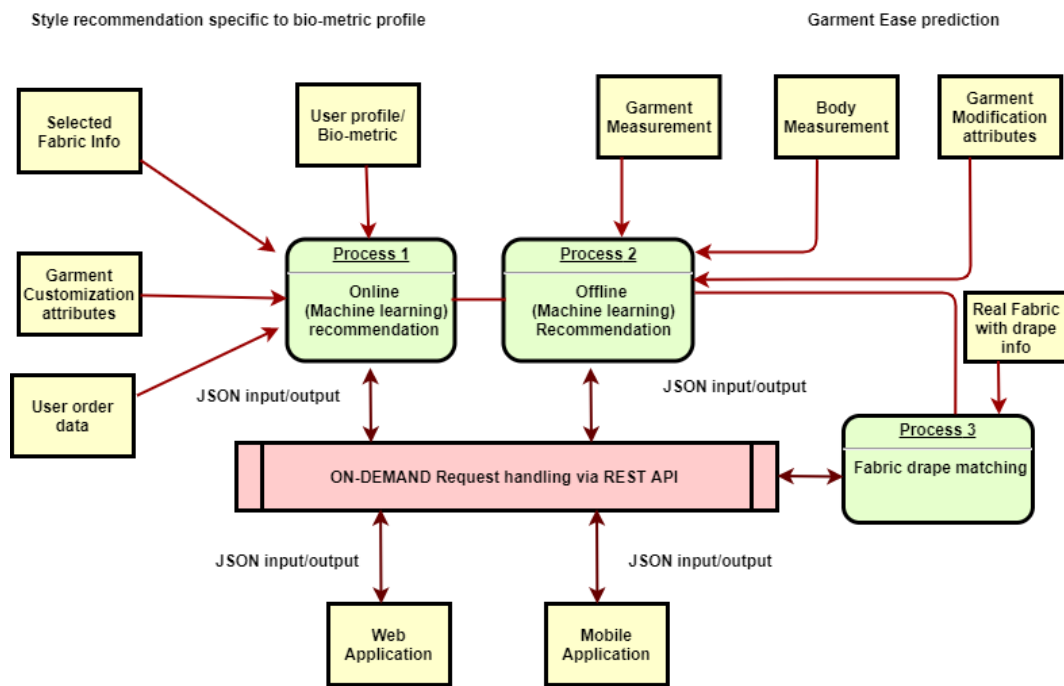 Style recommendation specific to bio-metric profile
Garment Ease prediction
Selected
Fabric Info
User profile/
Bio-metric
Garment
Measurement
Body
Measurement
Garment
Modification
attributes
Process 1
Online
(Machine learning)
recommendation
Process 2
Offline
(Machine learning)
Recommendation
Garment
Customization
attributes
Real Fabric
with drape
info
User order
data
JSON input/output
JSON input/output
Process 3
Fabric drape matching
ON-DEMAND Request handling via REST API
JSON input/output
JSON input/output
Web
Application
Mobile
Application